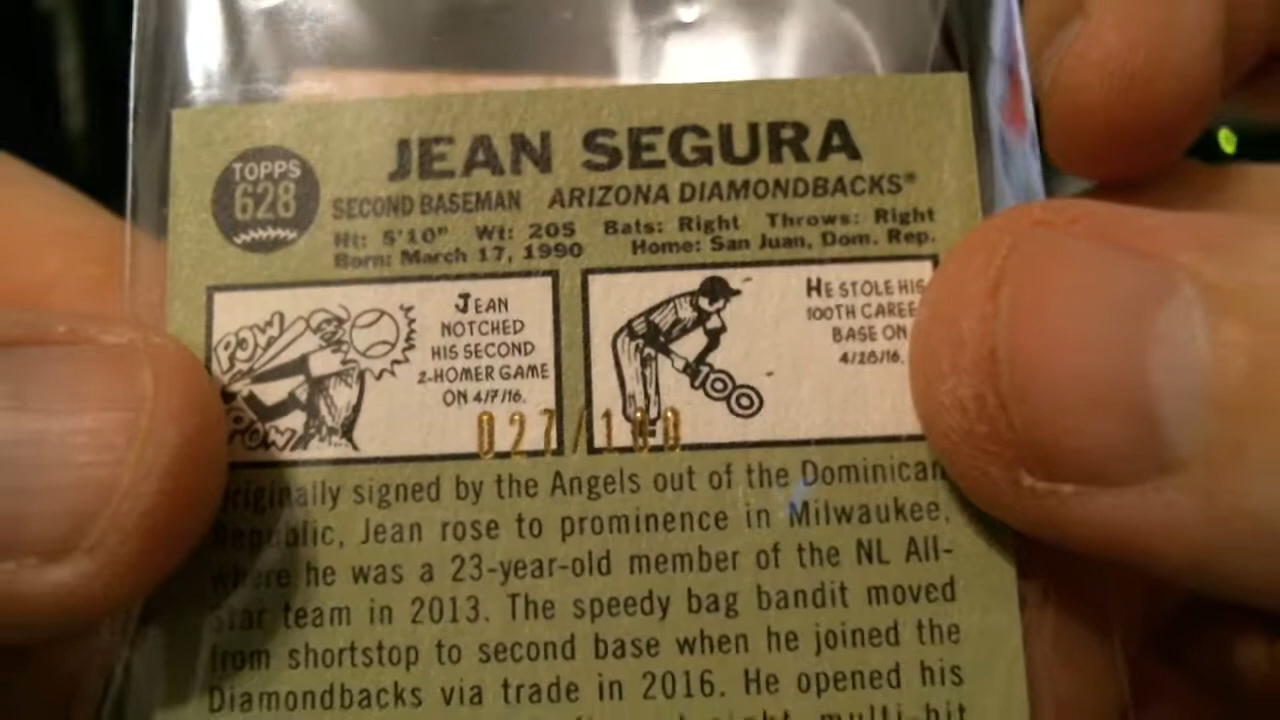 JEAN SEGURA
TOPPS
628
SECOND BASEMAN ARIZONA DIAMONDBACKS®
Ht: 5'10" Wt: 205 Bats: Right Throws: Right
Born: March 17, 1990 Home: San Juan, Dom. Rep.
POW
POW
JEAN
NOTCHED
HIS SECOND
2-HOMER GAME
ON 4/7/16.
100
HE STOLE HIS
100TH CAREE
BASE ON
4/26/16.
027/100
Originally signed by the Angels out of the Dominican
Republic, Jean rose to prominence in Milwaukee,
where he was a 23-year-old member of the NL All-
Star team in 2013. The speedy bag bandit moved
from shortstop to second base when he joined the
Diamondbacks via trade in 2016. He opened his
multi-hit